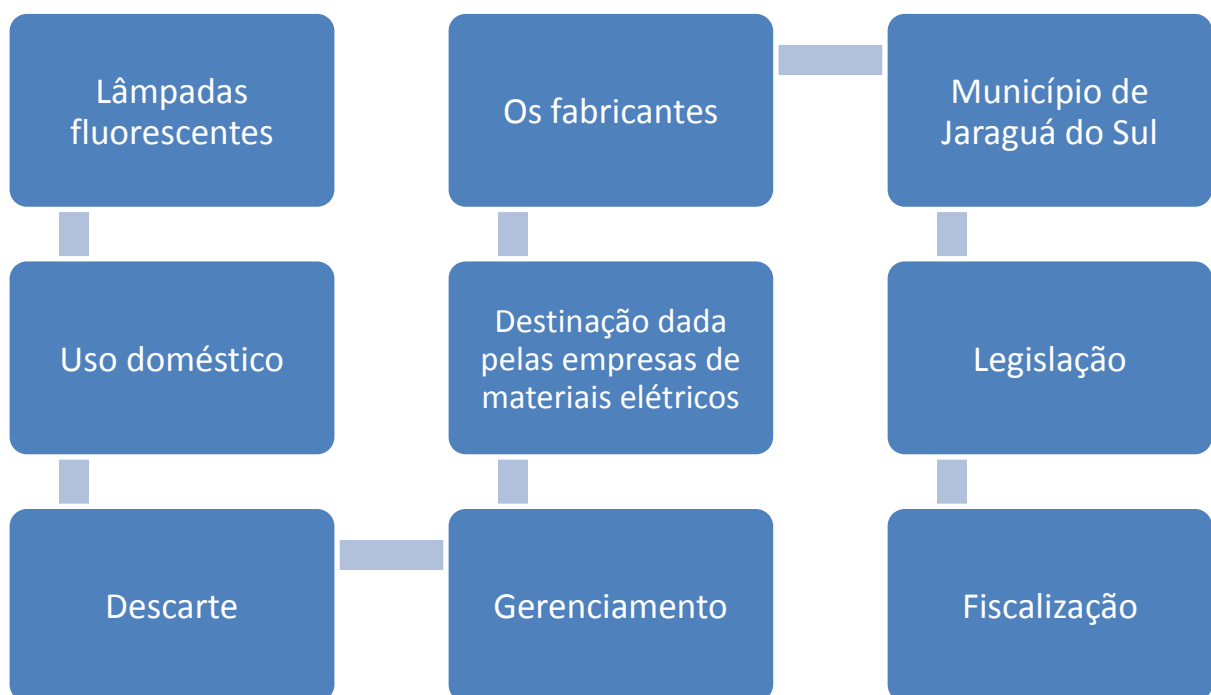 Lâmpadas
fluorescentes
Uso doméstico
Descarte
Gerenciamento
Destinação dada
pelas empresas de
materiais elétricos
Os fabricantes
Município de
Jaraguá do Sul
Legislação
Fiscalização